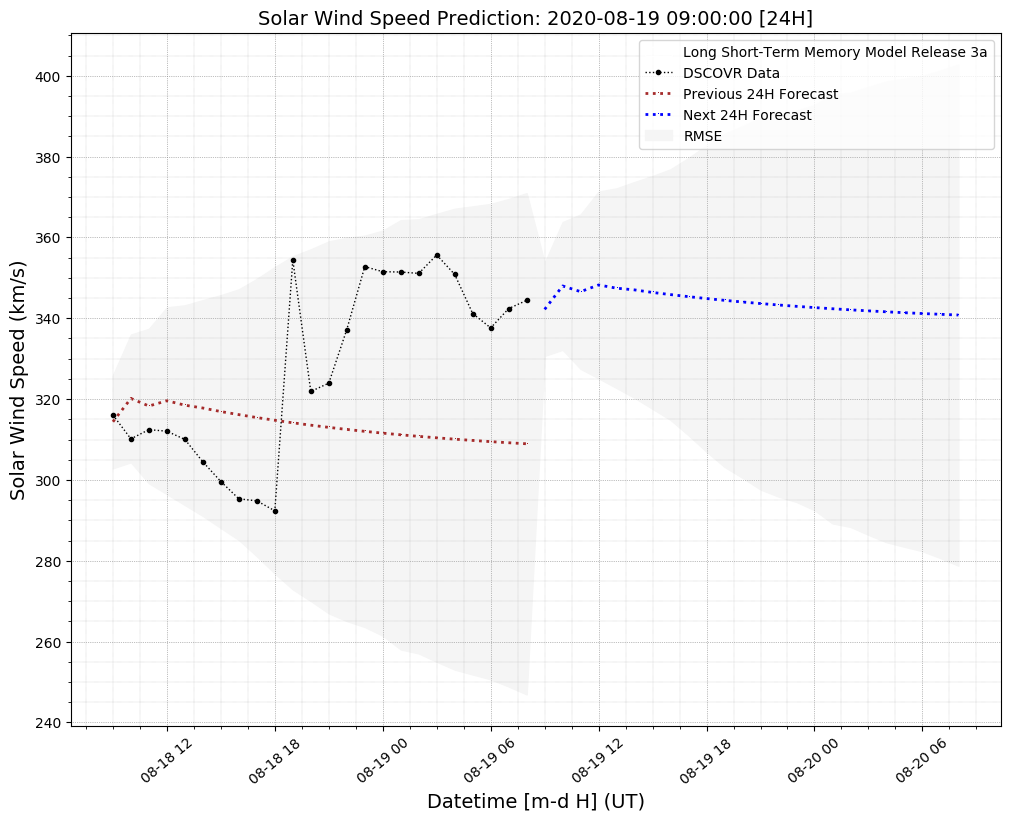 Solar Wind Speed Prediction: 2020-08-19 09:00:00 [24H]
Long Short-Term Memory Model Release 3a
DSCOVR Data
Previous 24H Forecast
Next 24H Forecast
RMSE
Solar Wind Speed (km/s)
400
380
360
340
320
300
280
260
240
08-18 12
08-18 18
08-19 00
08-19 06
08-19 12
08-19 18
08-20 00
08-20 06
Datetime [m-d H] (UT)